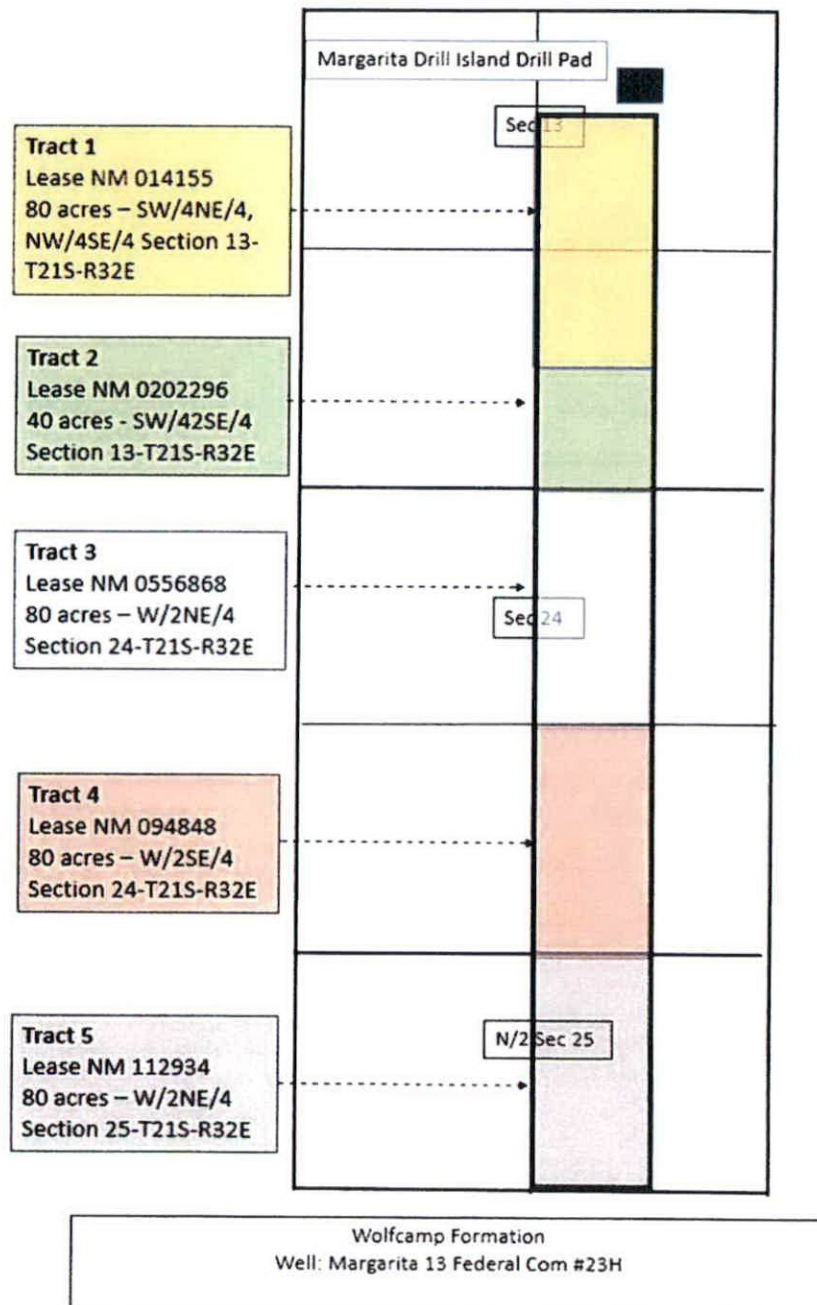 Margarita Drill Island Drill Pad
Sec 13
Tract 1
Lease NM 014155
80 acres – SW/4NE/4,
NW/4SE/4 Section 13-
T21S-R32E
Tract 2
Lease NM 0202296
40 acres - SW/42SE/4
Section 13-T21S-R32E
Tract 3
Lease NM 0556868
80 acres – W/2NE/4
Section 24-T21S-R32E
Sec 24
Tract 4
Lease NM 094848
80 acres – W/2SE/4
Section 24-T21S-R32E
N/2 Sec 25
Tract 5
Lease NM 112934
80 acres – W/2NE/4
Section 25-T21S-R32E
Wolfcamp Formation
Well: Margarita 13 Federal Com #23H